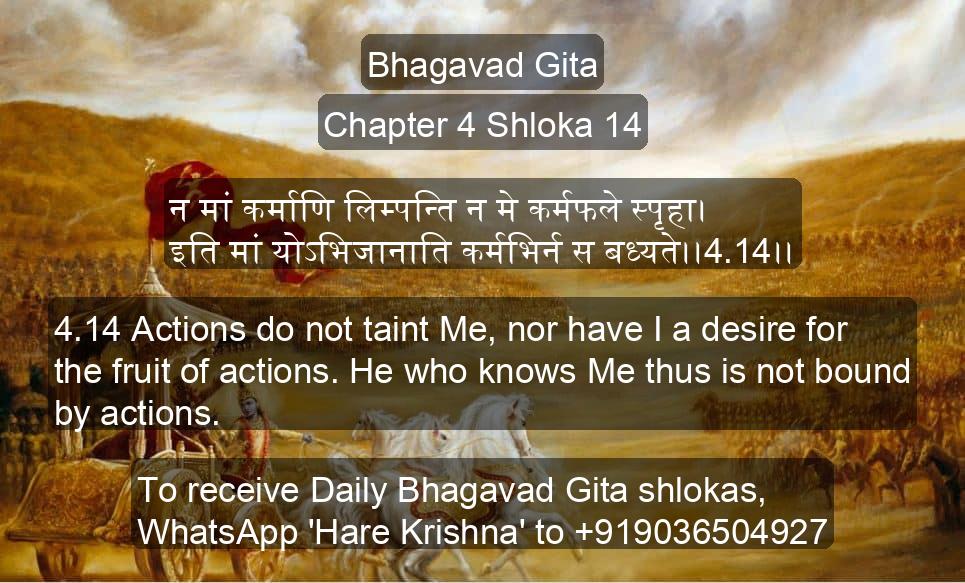 Bhagavad Gita
Chapter 4 Shloka 14
न मां कर्माणि लिम्पन्ति न मे कर्मफले स्पृहा।
इति मां योऽभिजानाति कर्मभिर्न स बध्यते।।4.14।।
4.14 Actions do not taint Me, nor have I a desire for
the fruit of actions. He who knows Me thus is not bound
by actions.
To receive Daily Bhagavad Gita shlokas,
WhatsApp 'Hare Krishna' to +919036504927